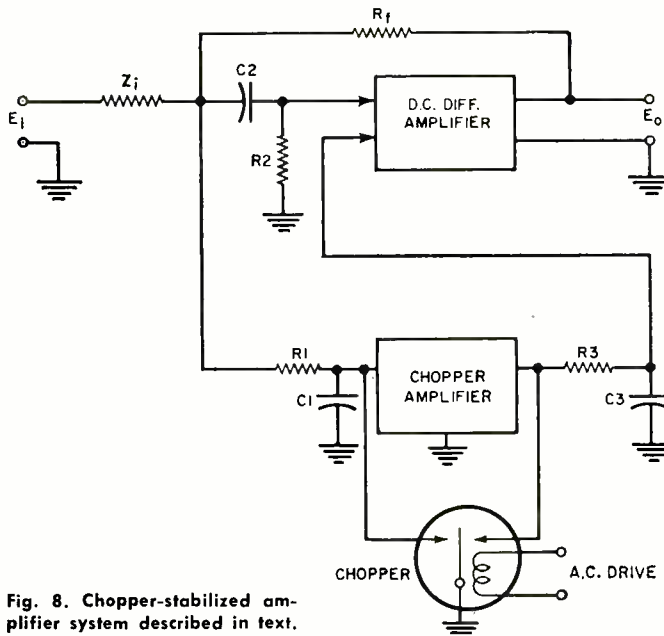 Rf
Zi
C2
E1
R2
D.C. DIFF.
AMPLIFIER
Eo
R1
C1
CHOPPER
AMPLIFIER
R3
C3
CHOPPER
A.C. DRIVE
Fig. 8. Chopper-stabilized am-
plifier system described in text.